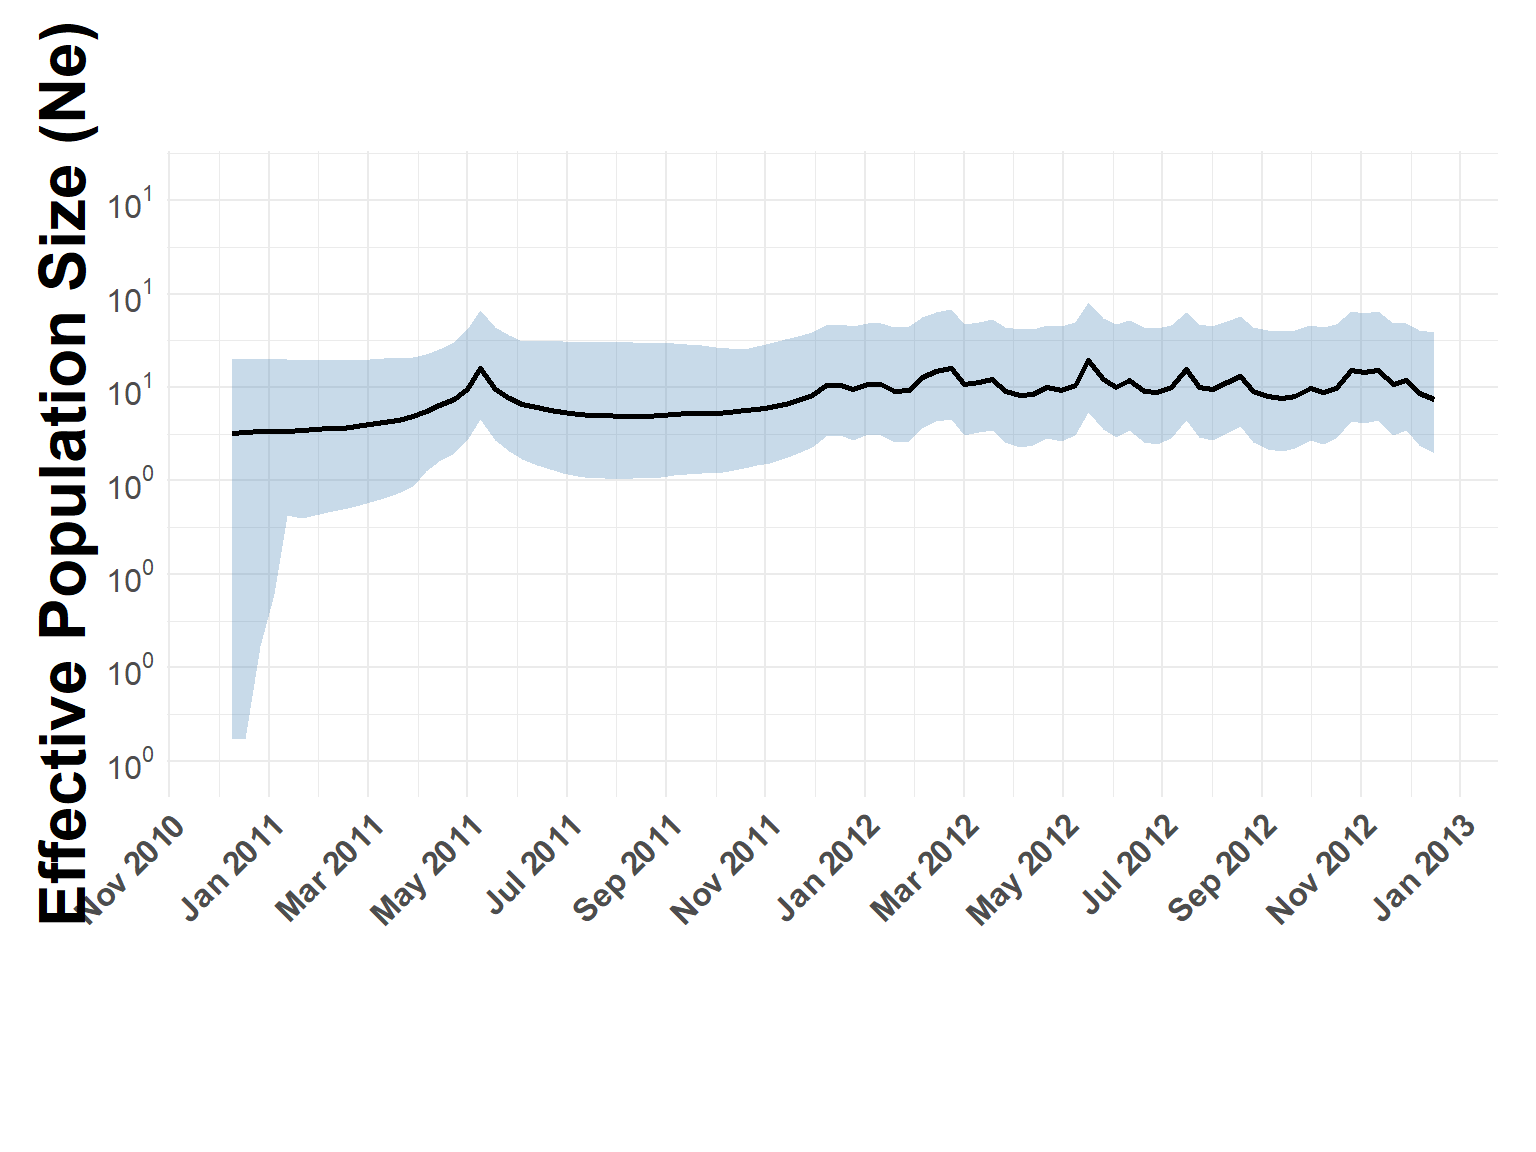 Effective Population Size (Ne)
10¹
10¹
10¹
10⁰
10⁰
10⁰
10⁰
Nov 2010
Jan 2011
Mar 2011
May 2011
Jul 2011
Sep 2011
Nov 2011
Jan 2012
Mar 2012
May 2012
Jul 2012
Sep 2012
Nov 2012
Jan 2013